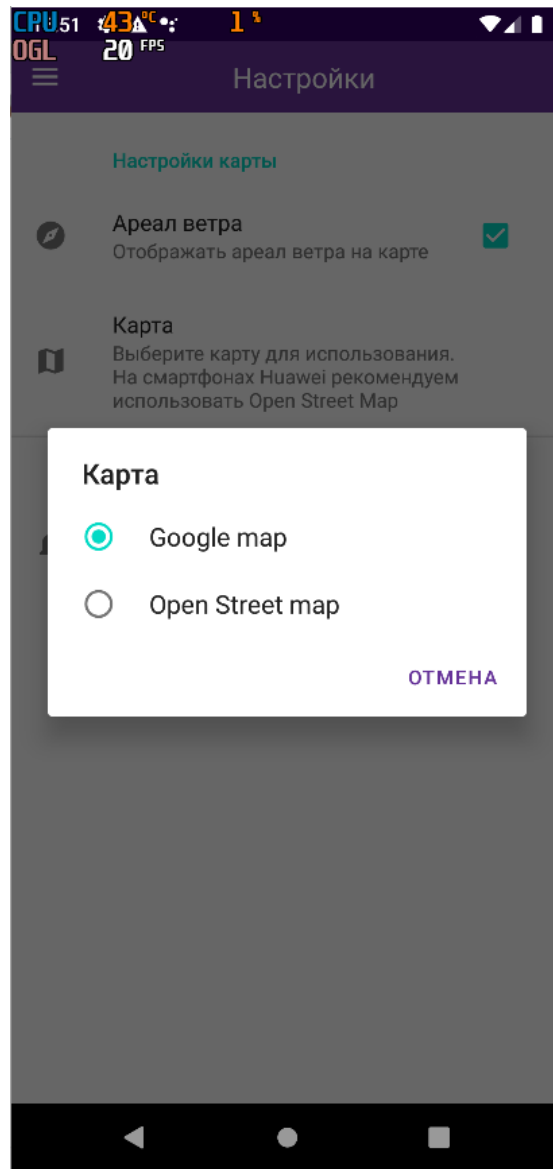 CPU 51 43 °C 1 %
OGL 20 FPS
Настройки
Настройки карты
Ареал ветра
Отображать ареал ветра на карте
Карта
Выберите карту для использования.
На смартфонах Huawei рекомендуем
использовать Open Street Map
Карта
Google map
Open Street map
ОТМЕНА